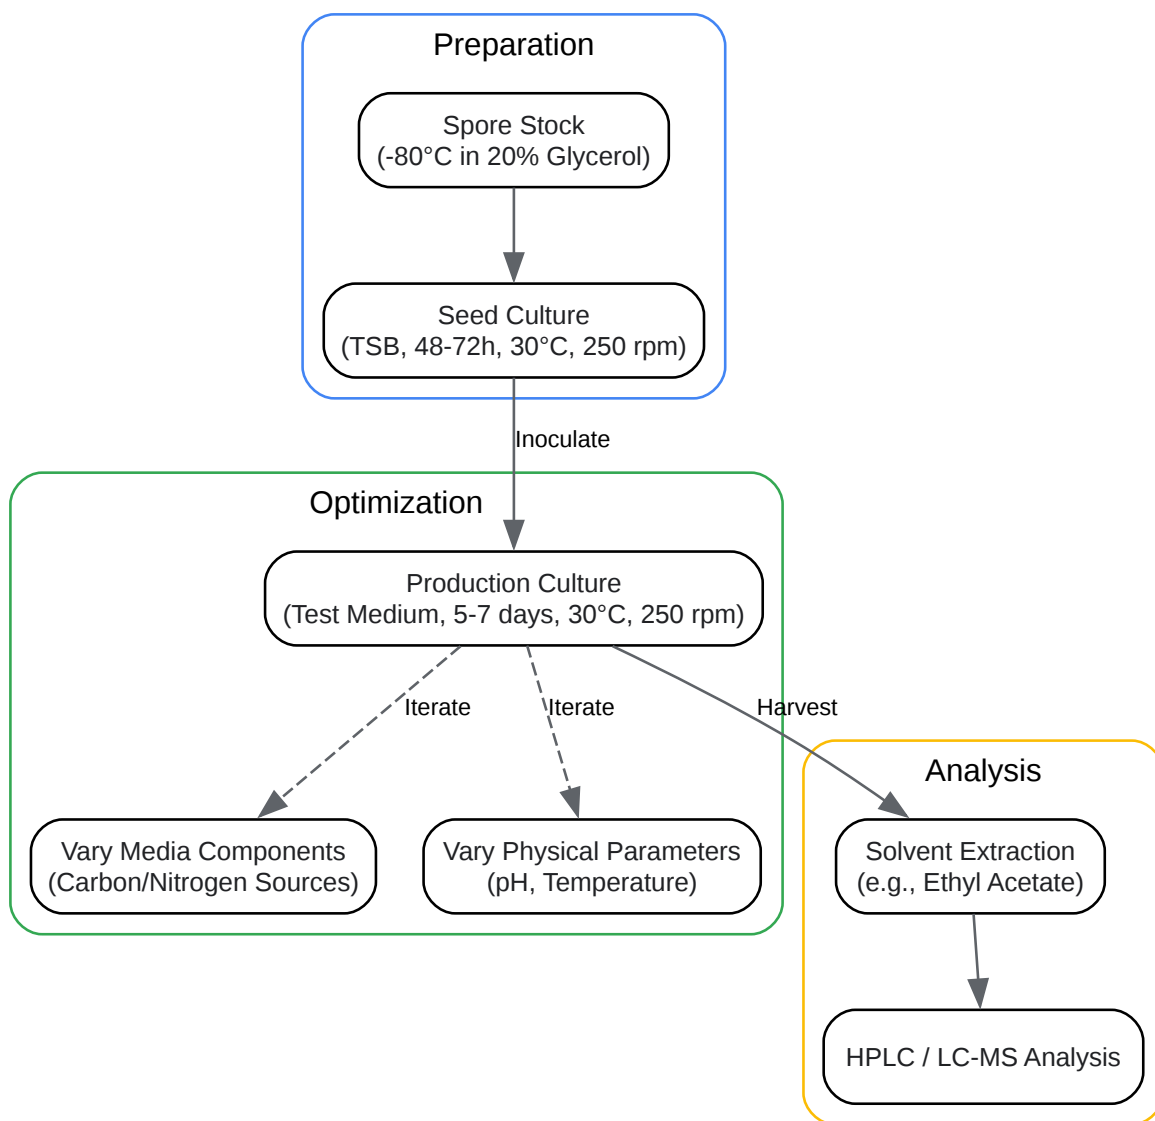 Preparation
Spore Stock
(-80°C in 20% Glycerol)
Seed Culture
(TSB, 48-72h, 30°C, 250 rpm)
Inoculate
Optimization
Production Culture
(Test Medium, 5-7 days, 30°C, 250 rpm)
Iterate
Iterate
Harvest
Vary Media Components
(Carbon/Nitrogen Sources)
Vary Physical Parameters
(pH, Temperature)
Analysis
Solvent Extraction
(e.g., Ethyl Acetate)
HPLC / LC-MS Analysis